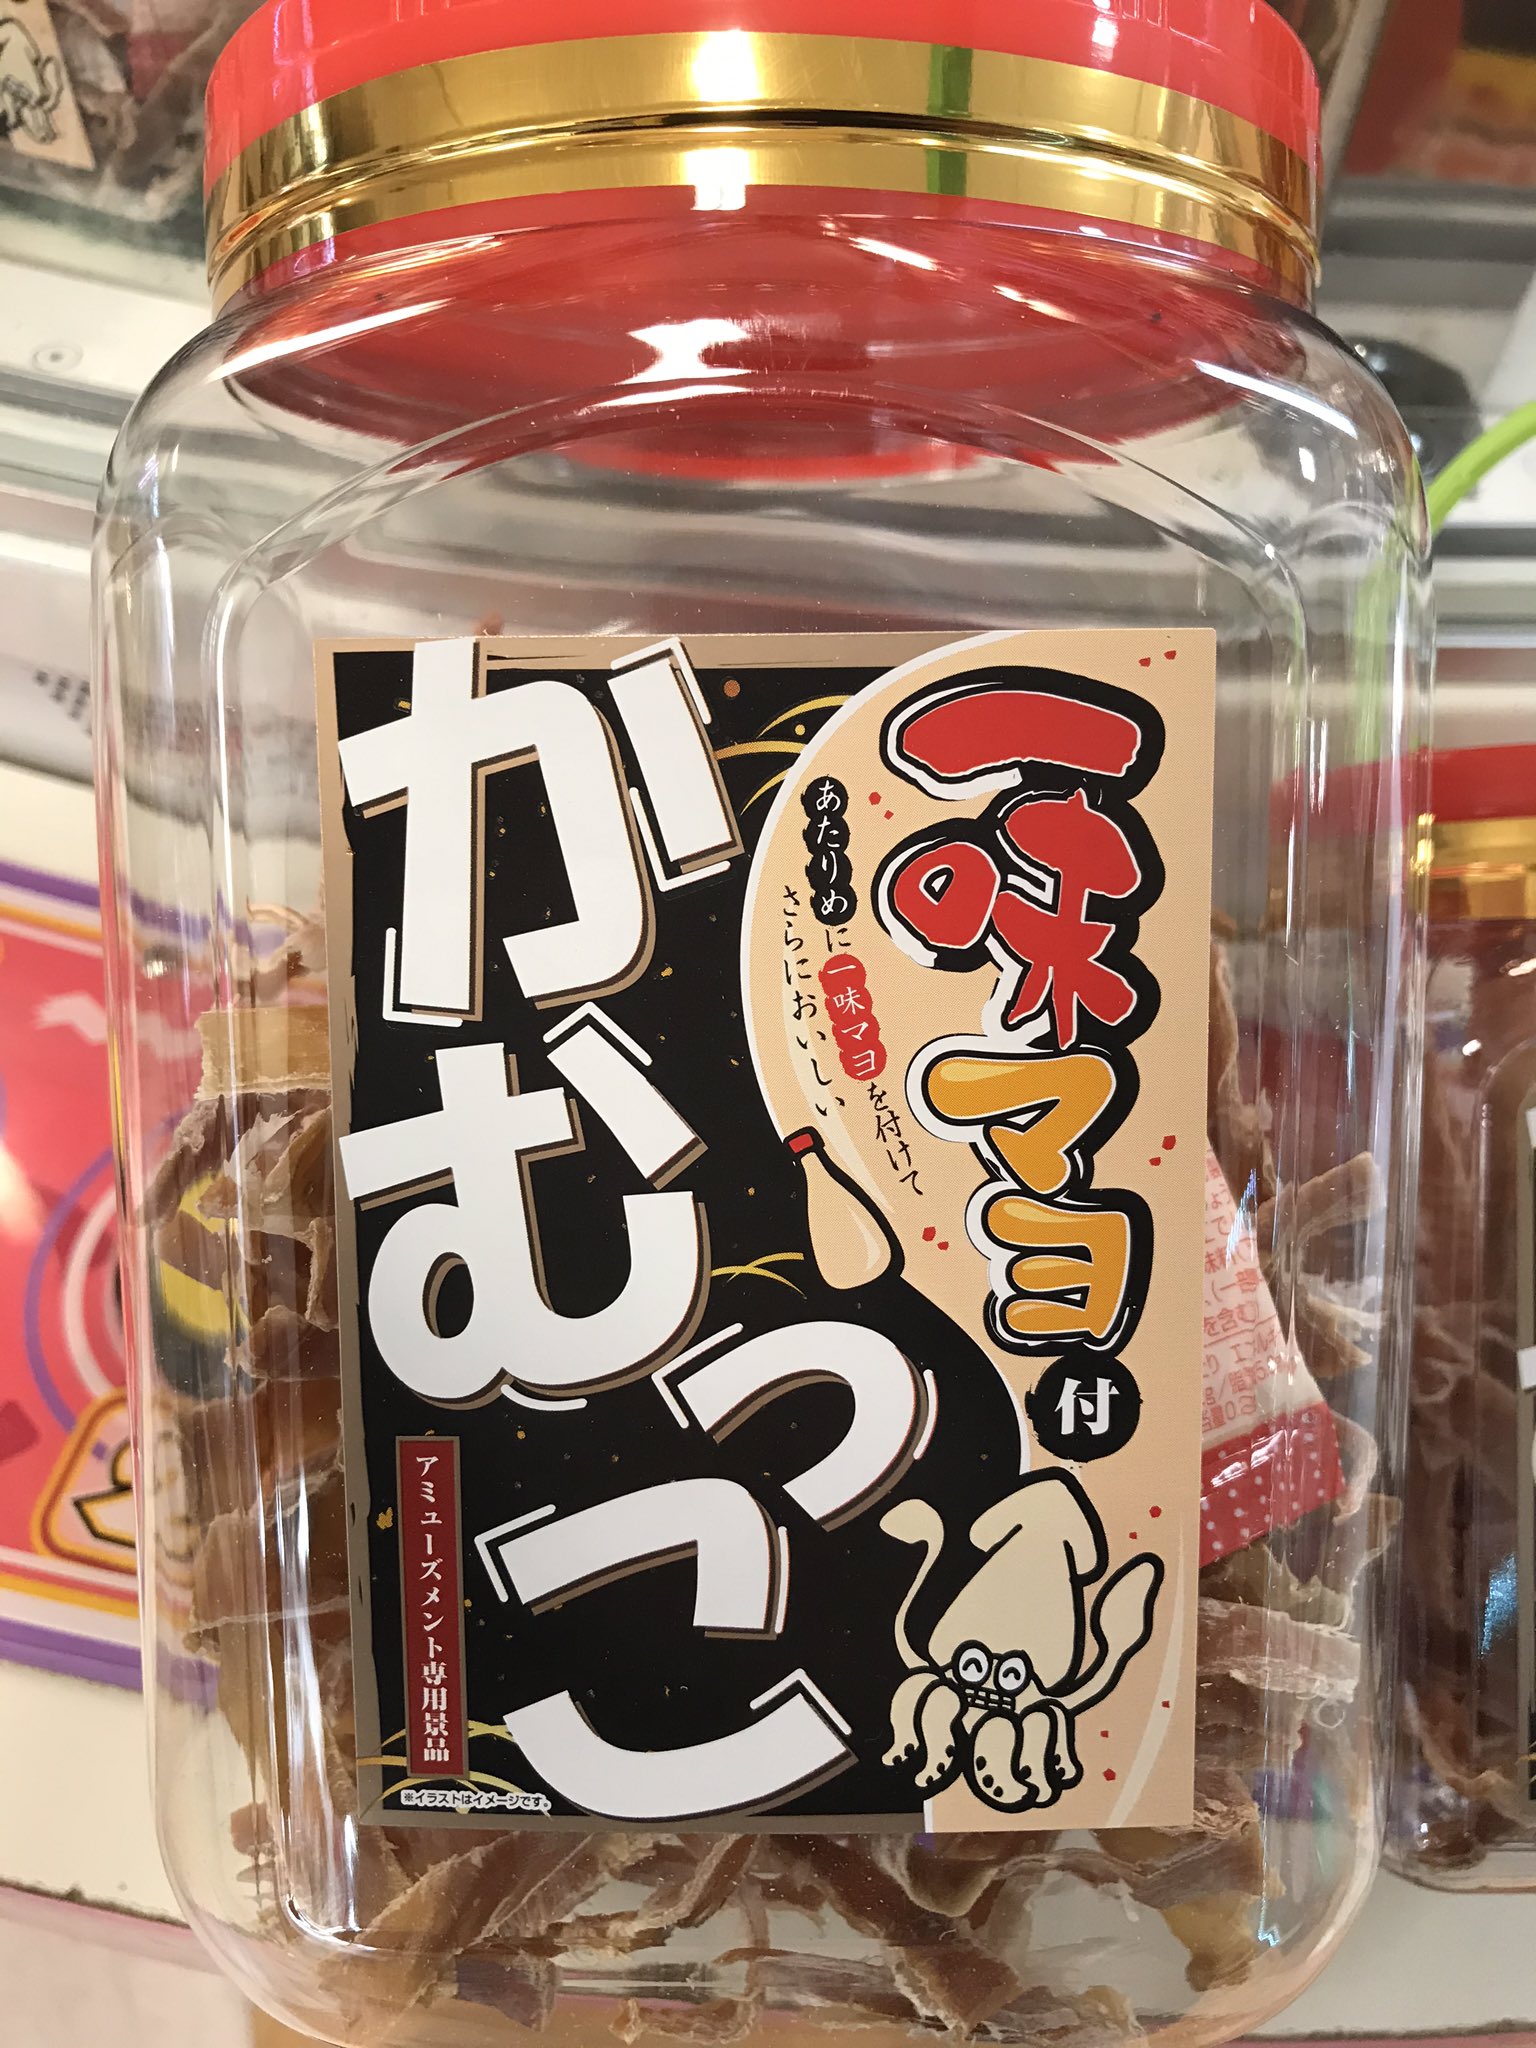 一味マヨ付
あたりめに一味マヨを付けて
さらにおいしい
かむっこ
アミューズメント専用景品
※イラストはイメージです。